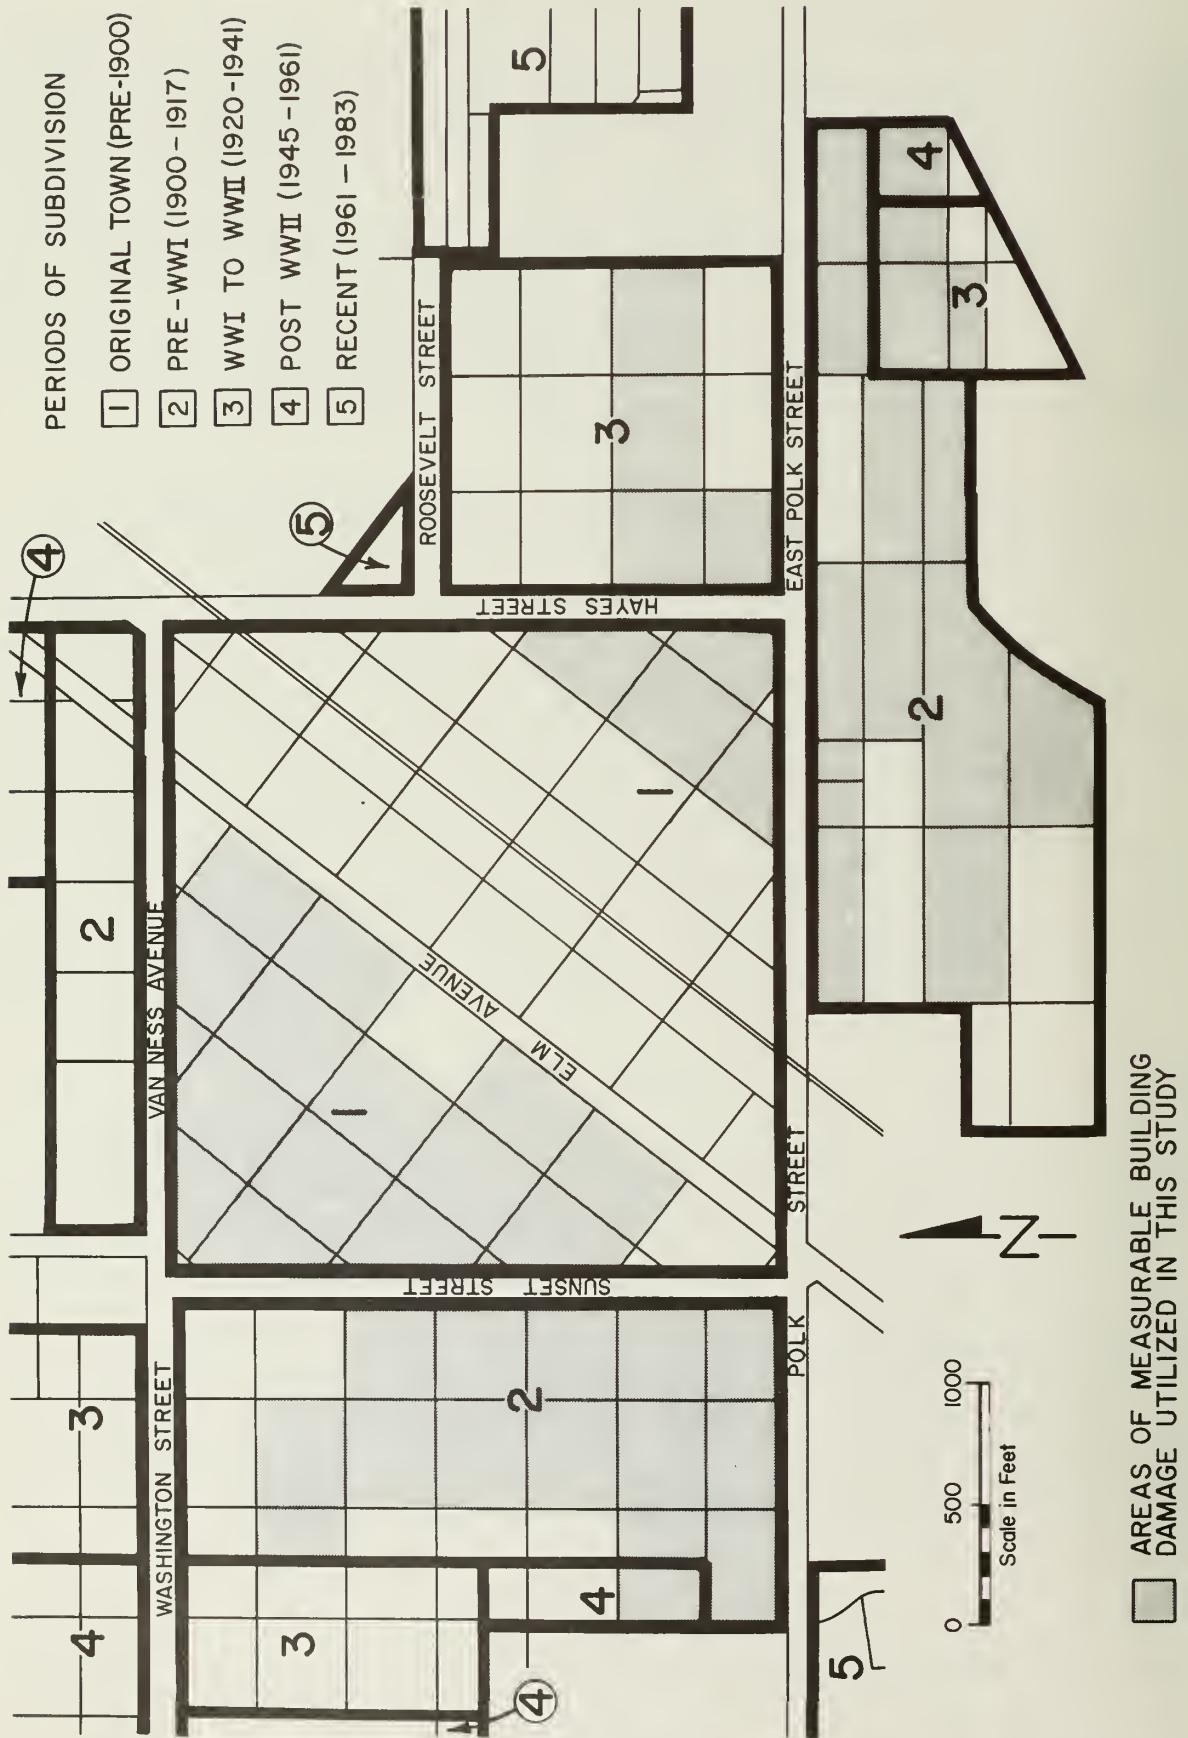 PERIODS OF SUBDIVISION
1 ORIGINAL TOWN (PRE-1900)
2 PRE-WWI (1900-1917)
3 WWI TO WWII (1920-1941)
4 POST WWII (1945-1961)
5 RECENT (1961-1983)
3
4
3
4
2
4
VAN NESS AVENUE
WASHINGTON STREET
4
3
4
2
SUNSET STREET
1
ELM AVENUE
1
HAYES STREET
5
ROOSEVELT STREET
3
5
POLK STREET
EAST POLK STREET
2
3
4
5
N
0 500 1000
Scale in Feet
AREAS OF MEASURABLE BUILDING
DAMAGE UTILIZED IN THIS STUDY